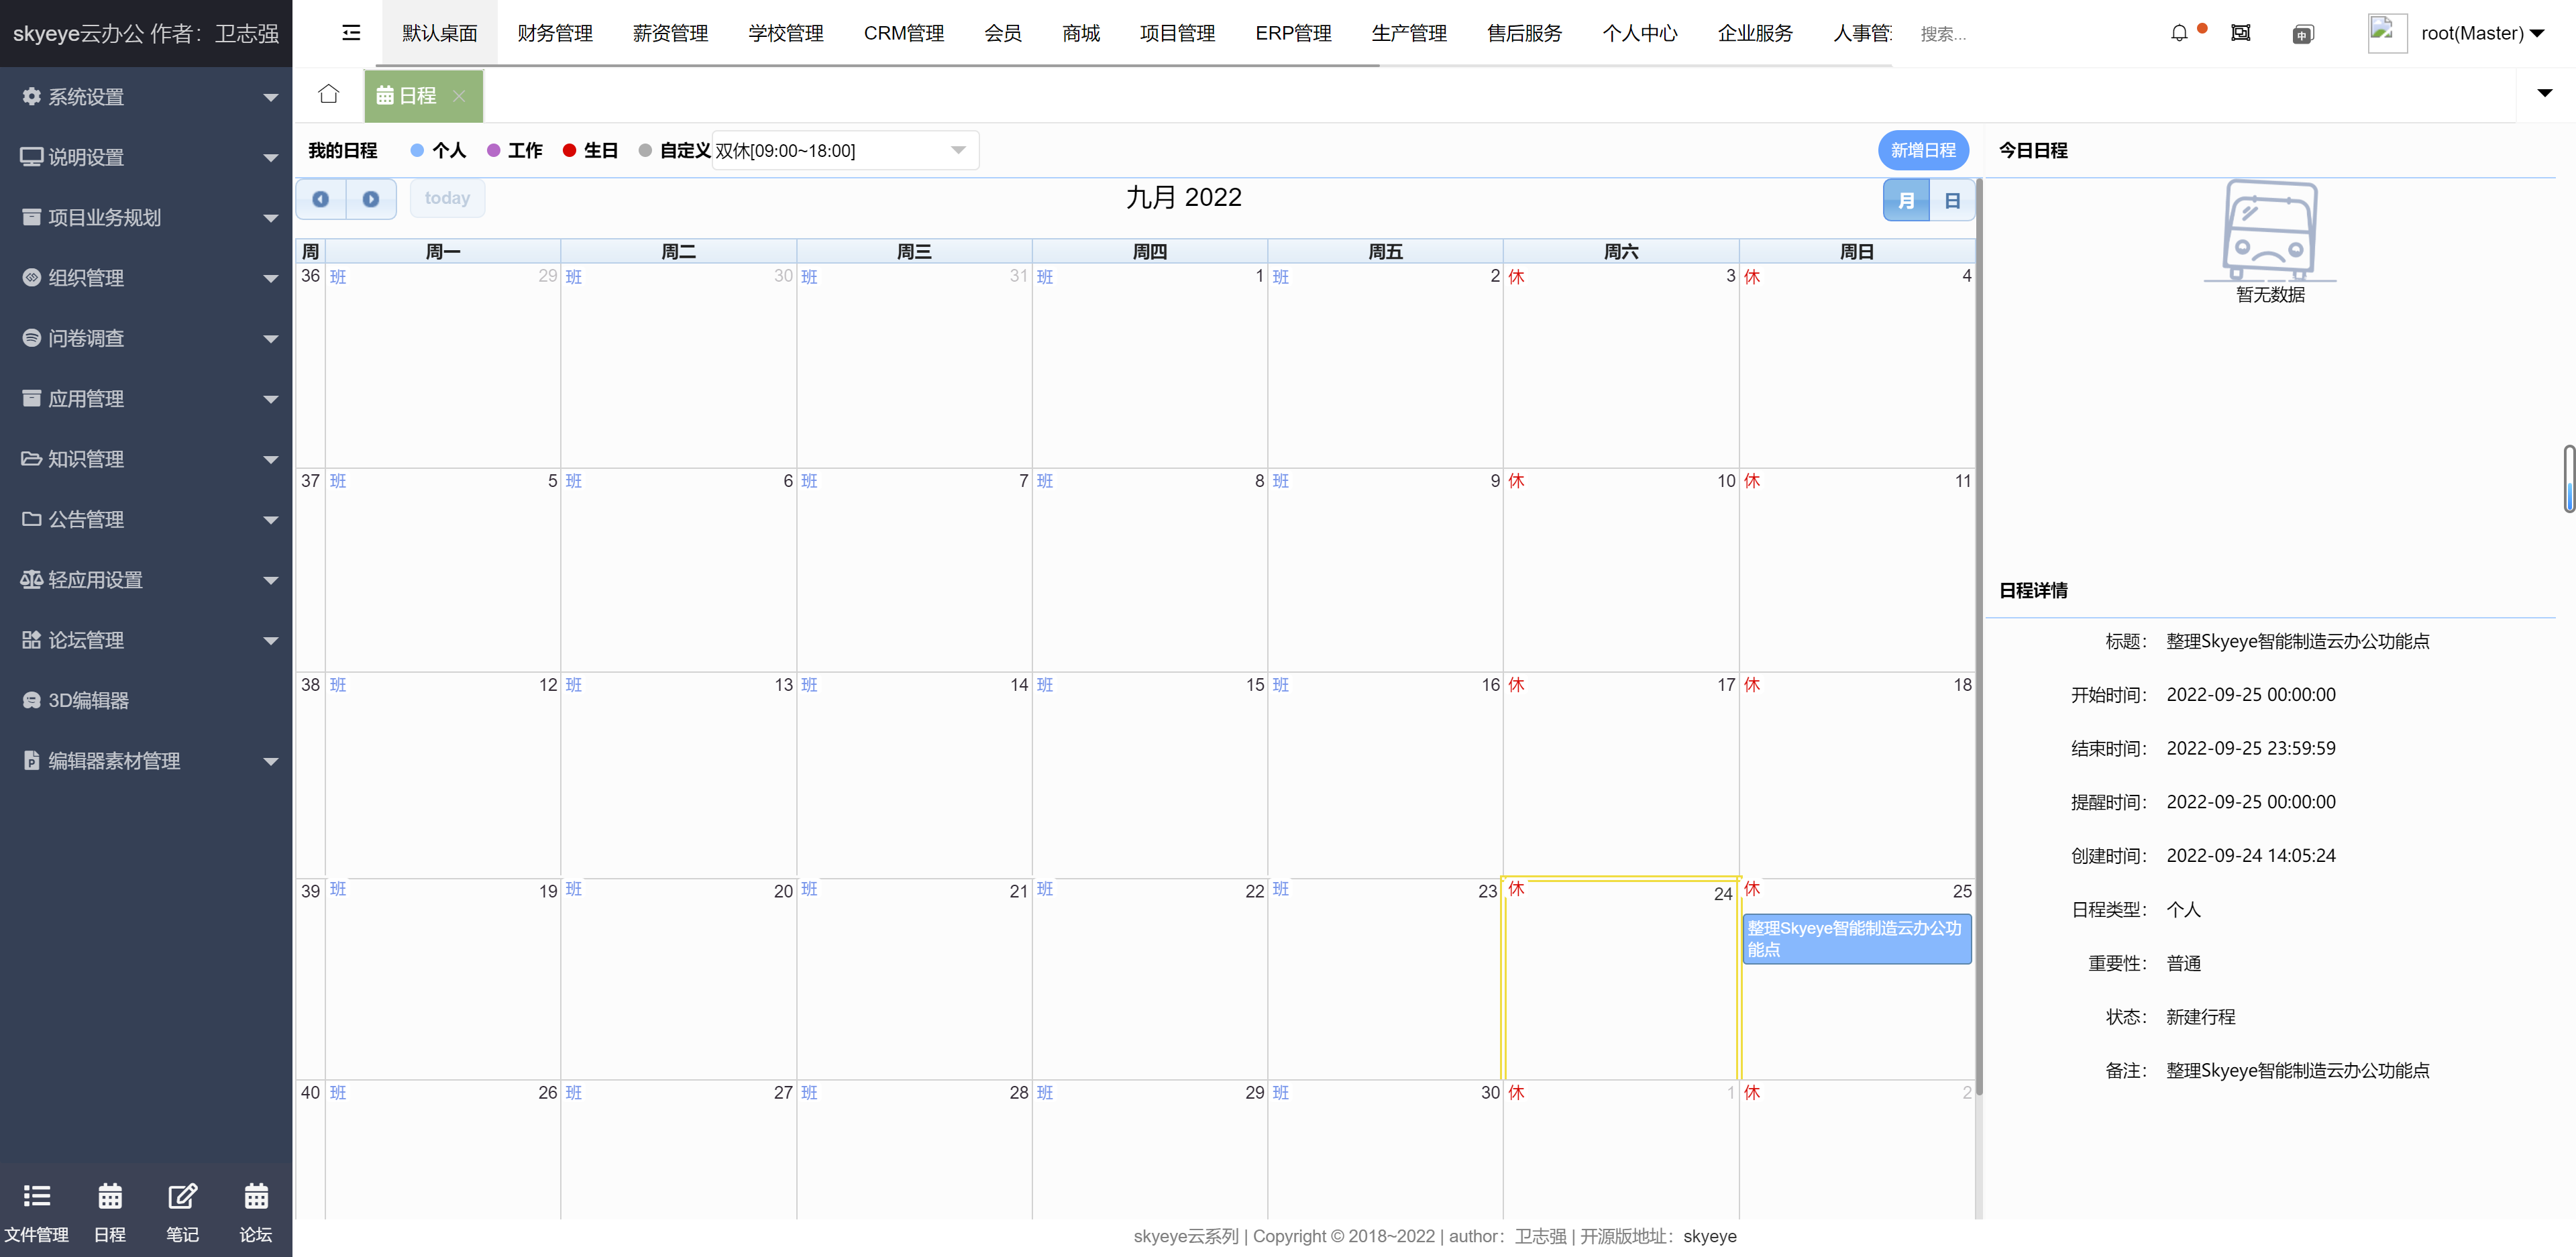 skyeye云办公 作者：卫志强
默认桌面 财务管理 薪资管理 学校管理 CRM管理 会员 商城 项目管理 ERP管理 生产管理 售后服务 个人中心 企业服务 人事管 搜索... 中 root(Master)
系统设置
说明设置
项目业务规划
组织管理
问卷调查
应用管理
知识管理
公告管理
轻应用设置
论坛管理
3D编辑器
编辑器素材管理
文件管理 日程 笔记 论坛
日程
我的日程 个人 工作 生日 自定义 双休[09:00~18:00] 新增日程
today 九月 2022 月 日
周 周一 周二 周三 周四 周五 周六 周日
36 班 29 班 30 班 31 班 1 班 2 休 3 休 4
37 班 5 班 6 班 7 班 8 班 9 休 10 休 11
38 班 12 班 13 班 14 班 15 班 16 休 17 休 18
39 班 19 班 20 班 21 班 22 班 23 休 24 休 25
整理Skyeye智能制造云办公功
能点
40 班 26 班 27 班 28 班 29 班 30 休 1 休 2
今日日程
暂无数据
日程详情
标题： 整理Skyeye智能制造云办公功能点
开始时间： 2022-09-25 00:00:00
结束时间： 2022-09-25 23:59:59
提醒时间： 2022-09-25 00:00:00
创建时间： 2022-09-24 14:05:24
日程类型： 个人
重要性： 普通
状态： 新建行程
备注： 整理Skyeye智能制造云办公功能点
skyeye云系列 | Copyright © 2018~2022 | author：卫志强 | 开源版地址：skyeye